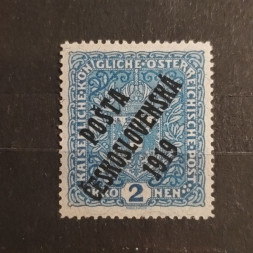 KAISERLICHE KÖNIGLICHE ÖSTERREICHISCHE POST
POŠTA
ČESKOSLOVENSKÁ
1919
KRONEN
2